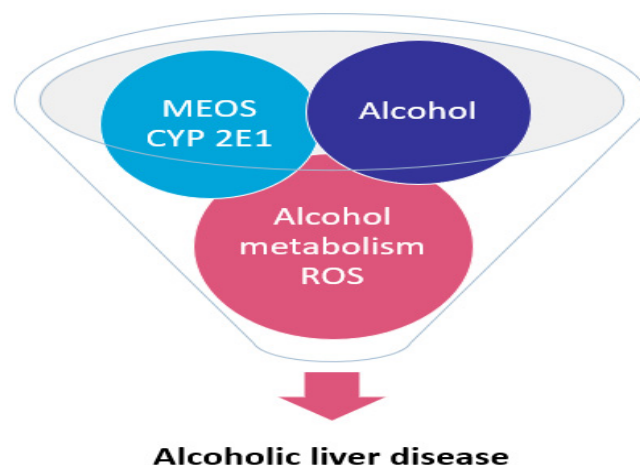 MEOS
CYP 2E1
Alcohol
Alcohol
metabolism
ROS
Alcoholic liver disease